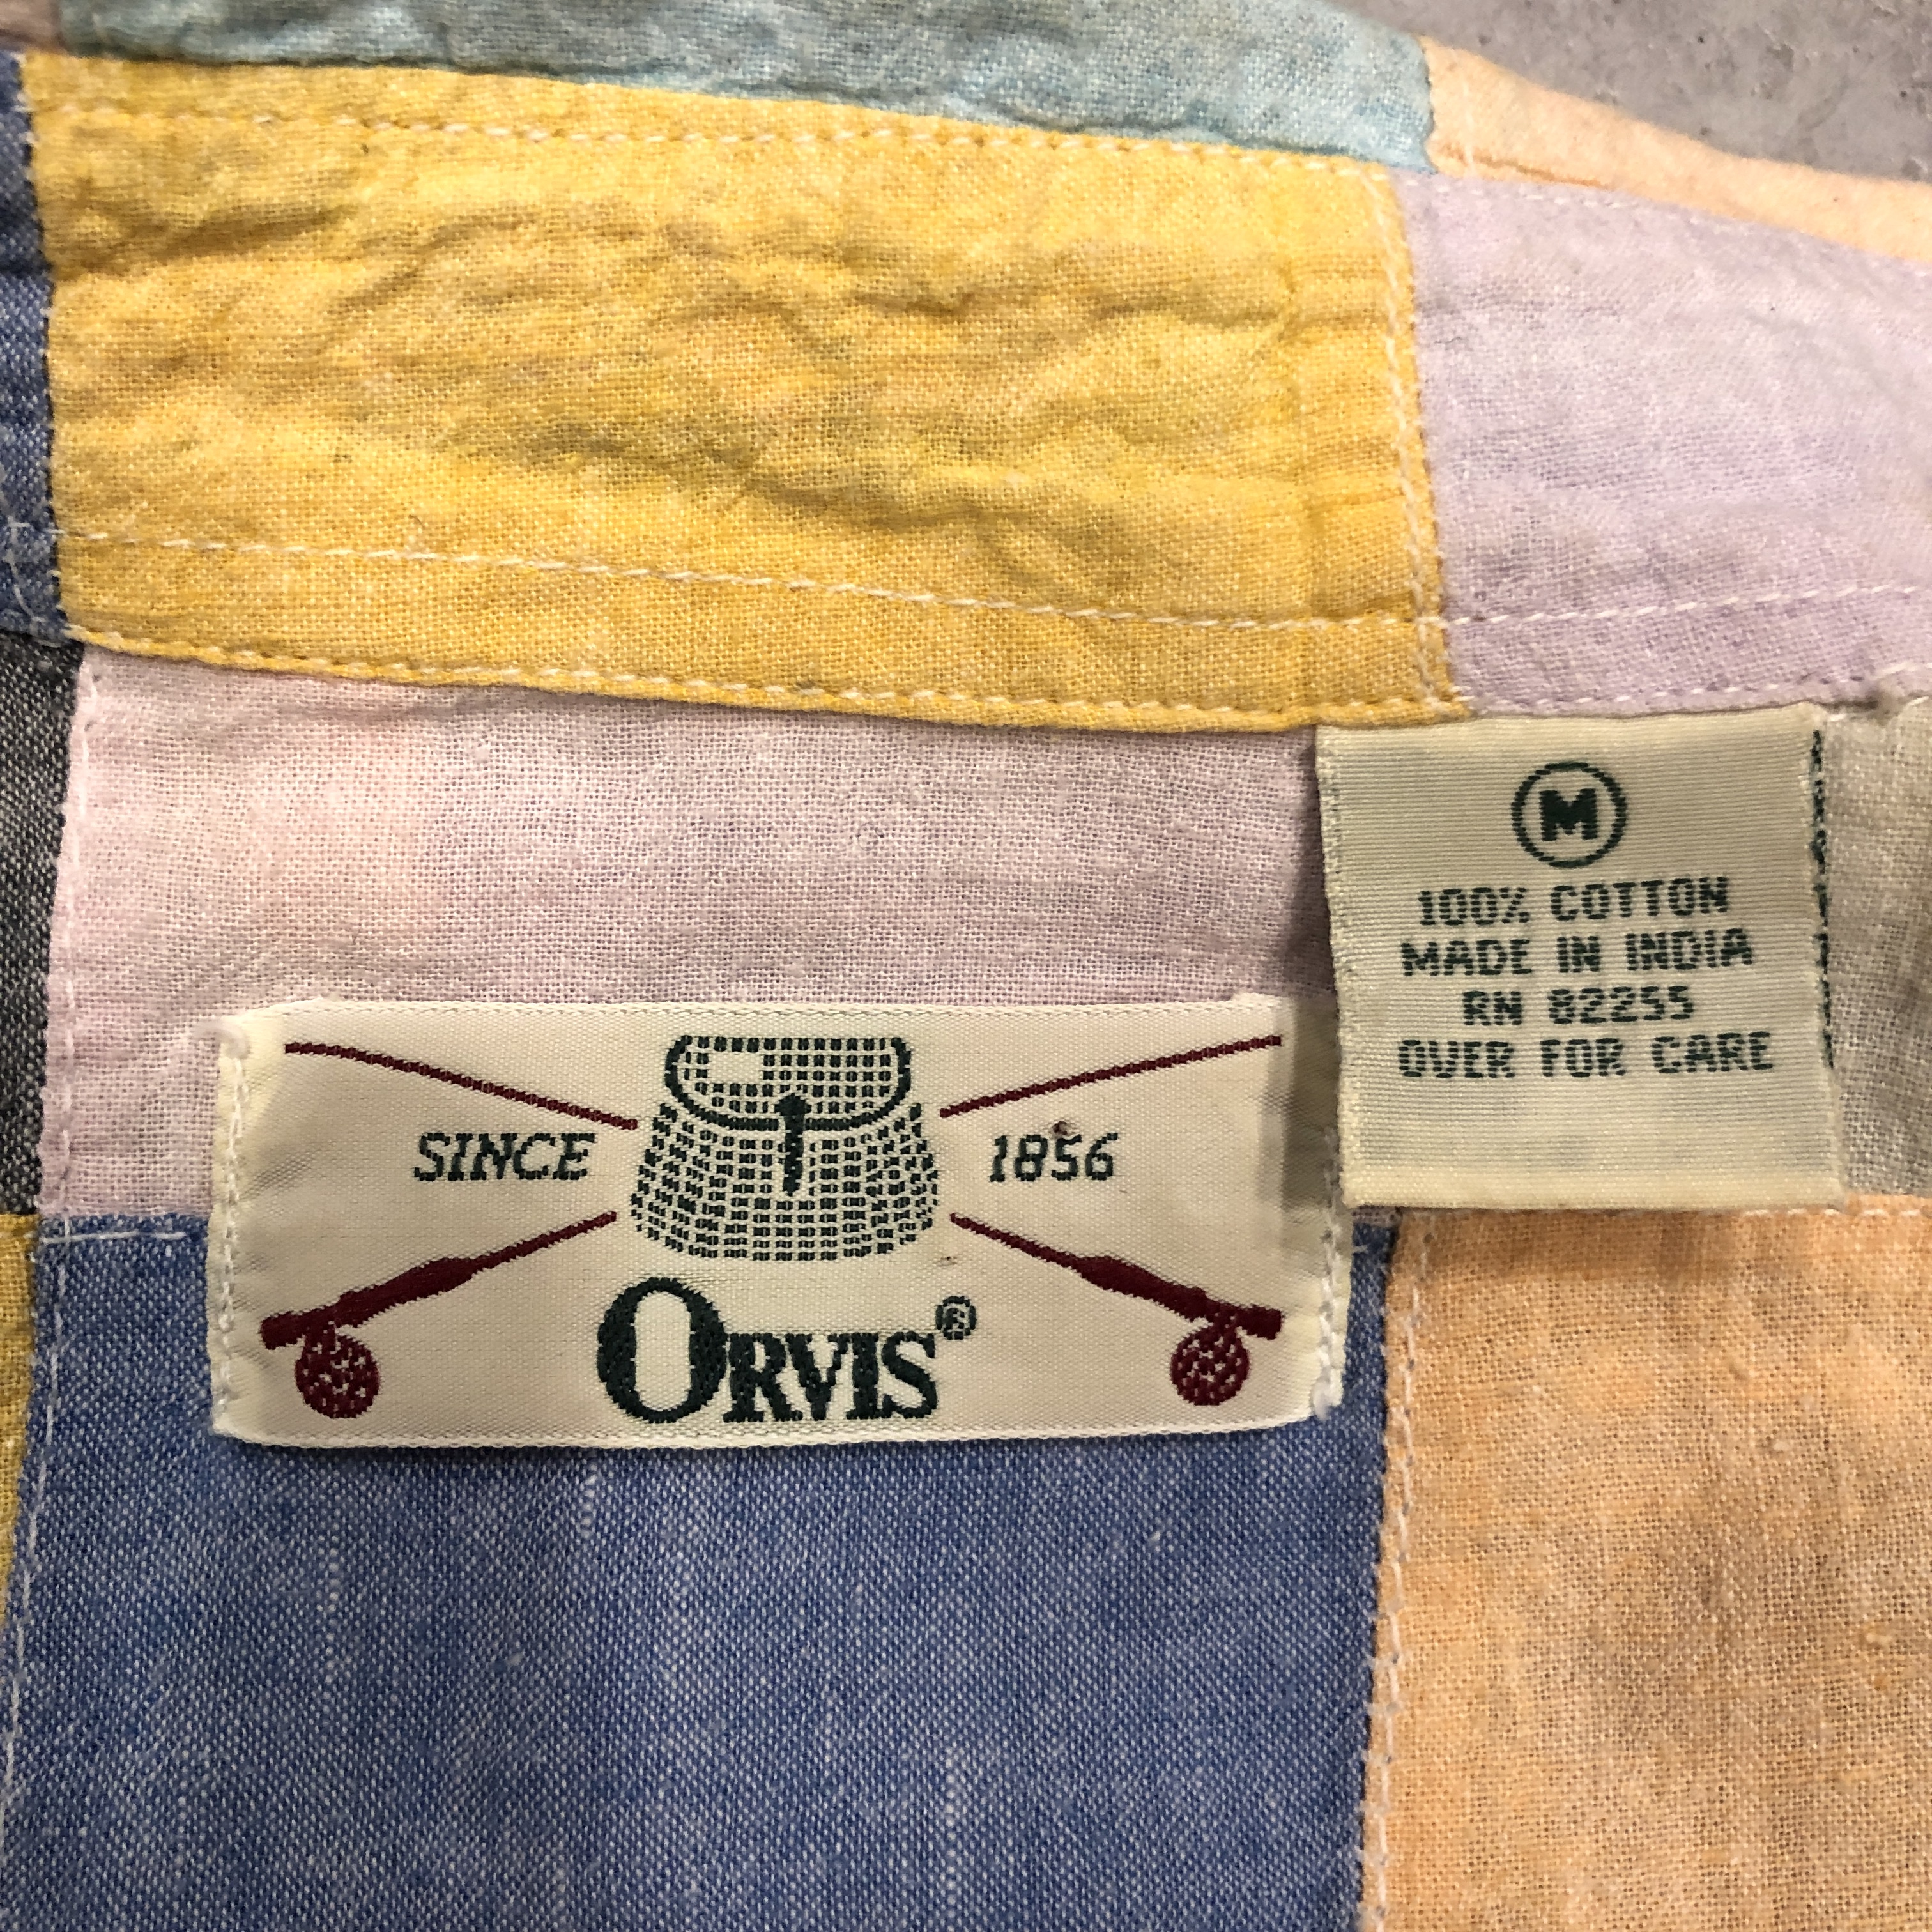 M
100% COTTON
MADE IN INDIA
RN 82255
OVER FOR CARE
SINCE 1856
ORVIS®